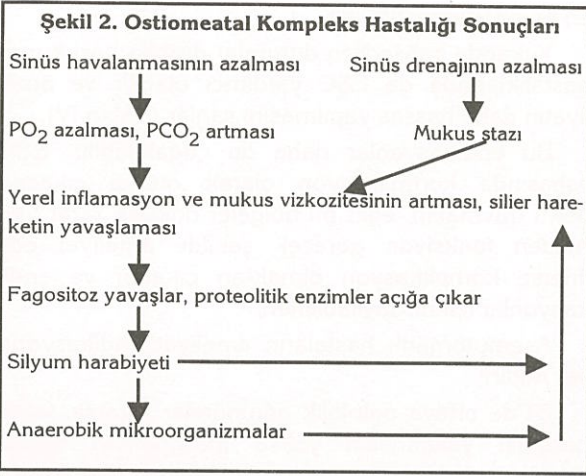 Şekil 2. Ostiomeatal Kompleks Hastalığı Sonuçları
Sinüs havalanmasının azalması
Sinüs drenajının azalması
PO2 azalması, PCO2 artması
Mukus stazı
Yerel inflamasyon ve mukus vizkozitesinin artması, silier hare-
ketin yavaşlaması
Fagositoz yavaşlar, proteolitik enzimler açığa çıkar
Silyum harabiyeti
Anaerobik mikroorganizmalar